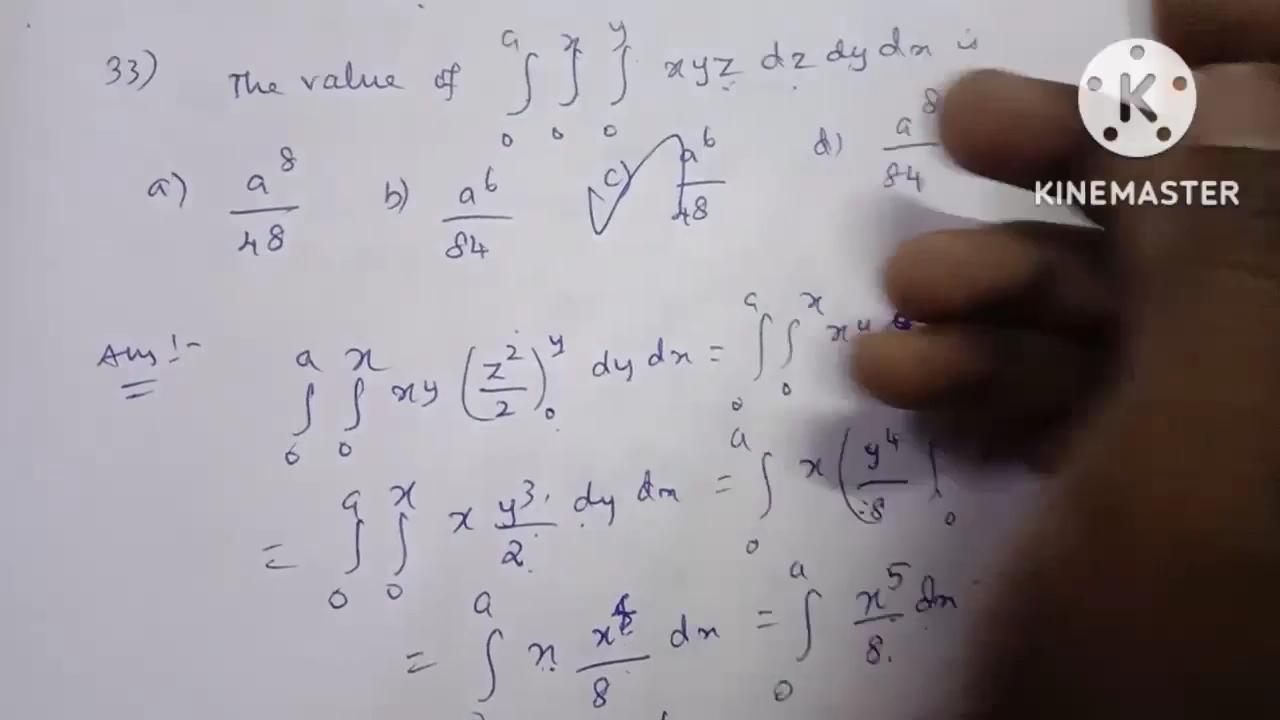 33) The value of ∫₀ᵃ ∫₀ˣ ∫₀ʸ xyz dz dy dx is
a) a⁸/48 b) a⁶/84 c) a⁶/48 d) a⁸/84
K
KINEMASTER
Ans :- ∫₀ᵃ ∫₀ˣ xy (z²/2)₀ʸ dy dx = ∫₀ᵃ ∫₀ˣ
= ∫₀ᵃ ∫₀ˣ x y³/2 dy dx = ∫₀ᵃ x (y⁴/8)₀
= ∫₀ᵃ x x⁴/8 dx = ∫₀ᵃ x⁵/8 dx